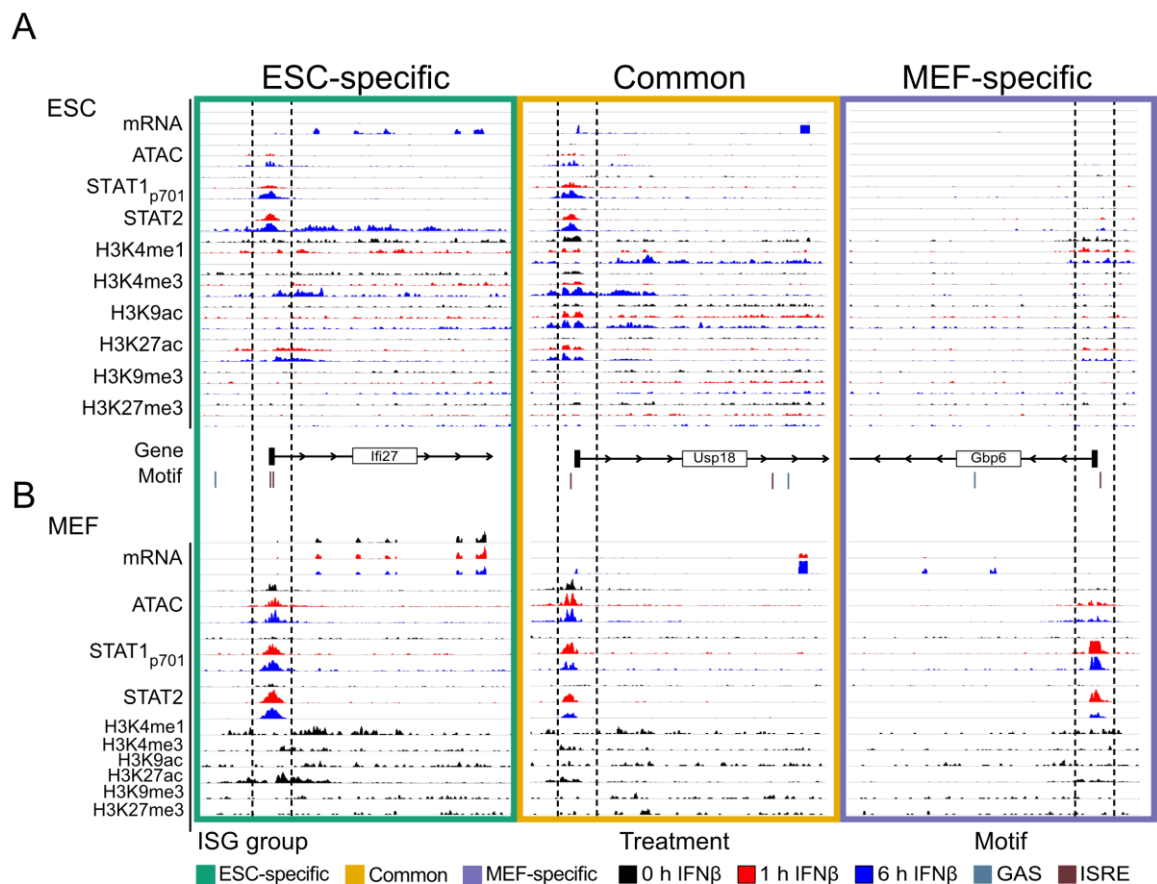 A
ESC-specific Common MEF-specific
ESC
mRNA
ATAC
STAT1p701
STAT2
H3K4me1
H3K4me3
H3K9ac
H3K27ac
H3K9me3
H3K27me3
Gene Ifi27 Usp18 Gbp6
Motif
B
MEF
mRNA
ATAC
STAT1p701
STAT2
H3K4me1
H3K4me3
H3K9ac
H3K27ac
H3K9me3
H3K27me3
ISG group Treatment Motif
ESC-specific Common MEF-specific 0 h IFNβ 1 h IFNβ 6 h IFNβ GAS ISRE